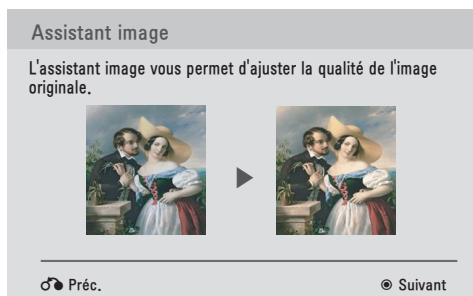 Assistant image
L'assistant image vous permet d'ajuster la qualité de l'image
originale.
Préc.
Suivant